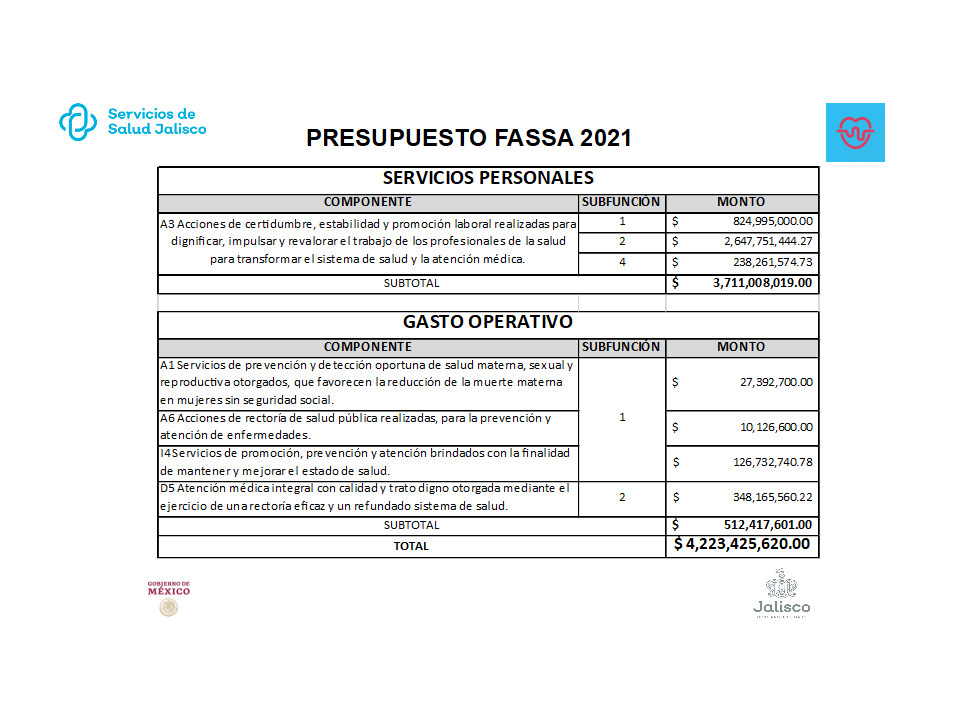 Servicios de
Salud Jalisco
PRESUPUESTO FASSA 2021
SERVICIOS PERSONALES
COMPONENTE SUBFUNCIÓN MONTO
A3 Acciones de certidumbre, estabilidad y promoción laboral realizadas para
dignificar, impulsar y revalorar el trabajo de los profesionales de la salud
para transformar el sistema de salud y la atención médica.
1 $ 824,995,000.00
2 $ 2,647,751,444.27
4 $ 238,261,574.73
SUBTOTAL $ 3,711,008,019.00
GASTO OPERATIVO
COMPONENTE SUBFUNCIÓN MONTO
A1 Servicios de prevención y detección oportuna de salud materna, sexual y
reproductiva otorgados, que favorecen la reducción de la muerte materna
en mujeres sin seguridad social.
$ 27,392,700.00
A6 Acciones de rectoría de salud pública realizadas, para la prevención y
atención de enfermedades.
1 $ 10,126,600.00
I4 Servicios de promoción, prevención y atención brindados con la finalidad
de mantener y mejorar el estado de salud.
$ 126,732,740.78
D5 Atención médica integral con calidad y trato digno otorgada mediante el
ejercicio de una rectoría eficaz y un refundado sistema de salud.
2 $ 348,165,560.22
SUBTOTAL $ 512,417,601.00
TOTAL $ 4,223,425,620.00
GOBIERNO DE
MÉXICO
Jalisco